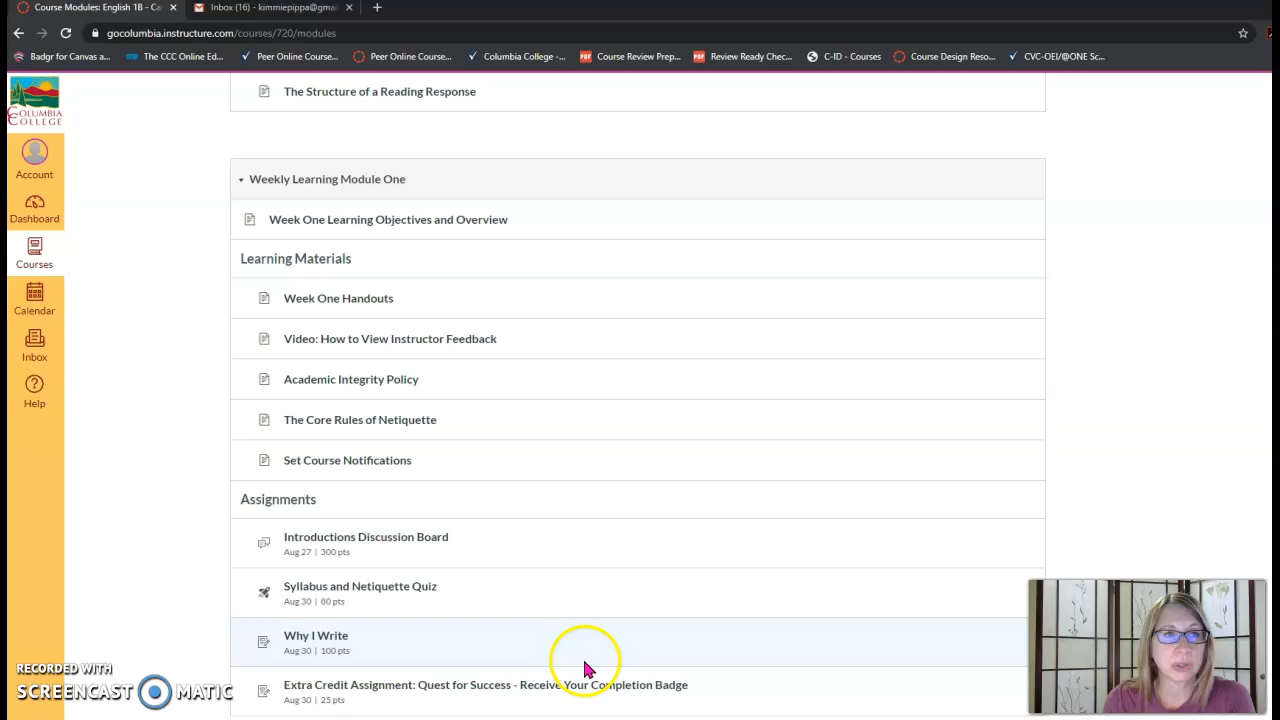 Course Modules: English 1B - Ca
Inbox (16) - kimmiepippa@gmai
gocolumbia.instructure.com/courses/720/modules
Badgr for Canvas a...
The CCC Online Ed...
Peer Online Course...
Peer Online Course...
Columbia College -...
Course Review Prep...
Review Ready Chec...
C-ID - Courses
Course Design Reso...
CVC-OEI/@ONE Sc...
COLUMBIA
COLLEGE
Account
Dashboard
Courses
Calendar
Inbox
Help
The Structure of a Reading Response
Weekly Learning Module One
Week One Learning Objectives and Overview
Learning Materials
Week One Handouts
Video: How to View Instructor Feedback
Academic Integrity Policy
The Core Rules of Netiquette
Set Course Notifications
Assignments
Introductions Discussion Board
Aug 27 | 300 pts
Syllabus and Netiquette Quiz
Aug 30 | 80 pts
Why I Write
Aug 30 | 100 pts
Extra Credit Assignment: Quest for Success - Receive Your Completion Badge
Aug 30 | 25 pts
RECORDED WITH
SCREENCAST MATIC